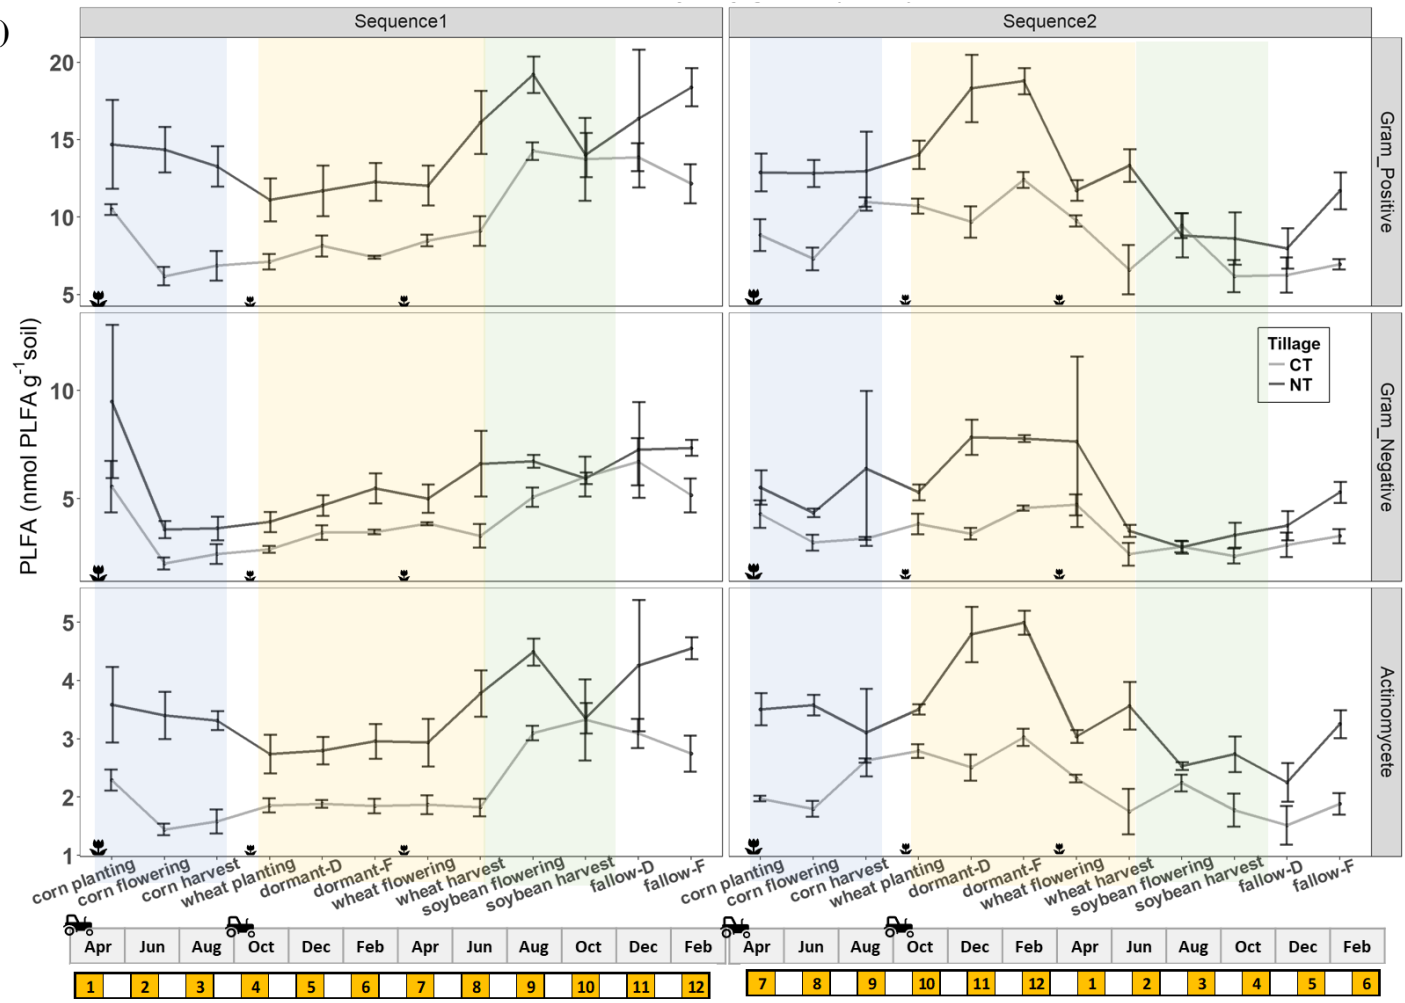 )
Sequence1 Sequence2
PLFA (nmol PLFA g⁻¹soil)
20
15
10
5
Gram_Positive
10
5
Gram_Negative
Tillage
CT
NT
5
4
3
2
1
Actinomycete
corn planting corn flowering corn harvest wheat planting dormant-D dormant-F wheat flowering wheat harvest soybean flowering soybean harvest fallow-D fallow-F corn planting corn flowering corn harvest wheat planting dormant-D dormant-F wheat flowering wheat harvest soybean flowering soybean harvest fallow-D fallow-F
Apr Jun Aug Oct Dec Feb Apr Jun Aug Oct Dec Feb Apr Jun Aug Oct Dec Feb Apr Jun Aug Oct Dec Feb
1 2 3 4 5 6 7 8 9 10 11 12 7 8 9 10 11 12 1 2 3 4 5 6